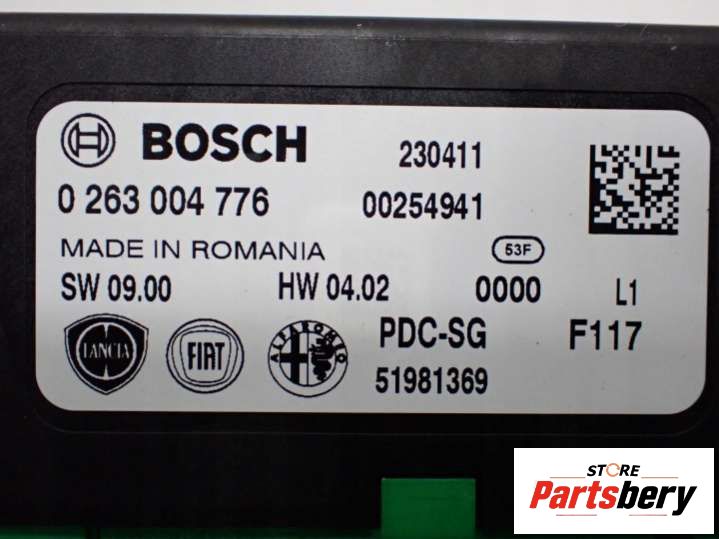 BOSCH 230411
0 263 004 776 00254941
MADE IN ROMANIA 53F
SW 09.00 HW 04.02 0000 L1
LANCIA FIAT ALFA ROMEO PDC-SG F117
51981369
STORE
Partsbery